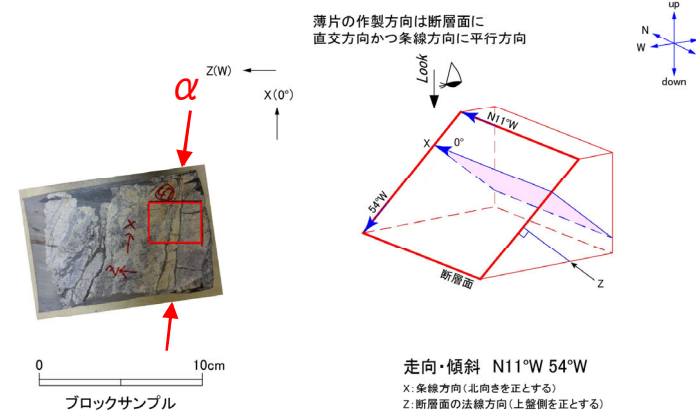 薄片の作製方向は断層面に
直交方向かつ条線方向に平行方向
up
N
W
down
Z(W)
X(0°)
α
Look
N11°W
X
0°
54°W
断層面
Z
0
10cm
ブロックサンプル
走向・傾斜 N11°W 54°W
X:条線方向(北向きを正とする)
Z:断層面の法線方向(上盤側を正とする)